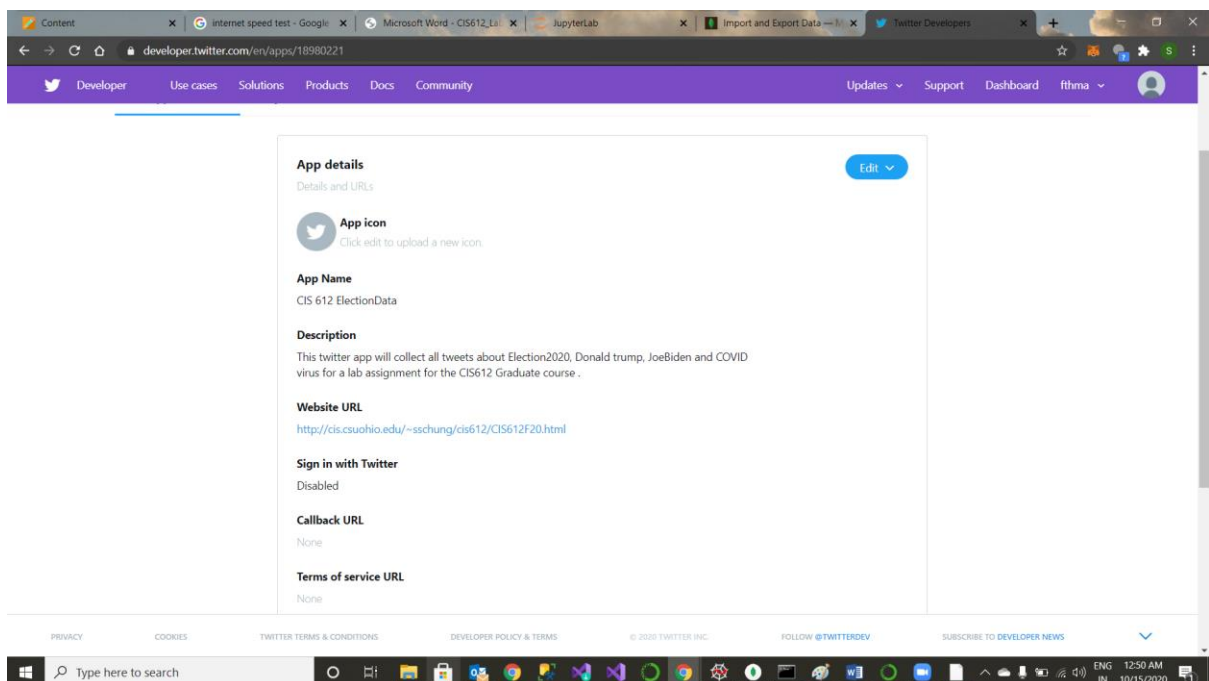 Content
internet speed test - Google
Microsoft Word - CIS612_La
JupyterLab
Import and Export Data — M
Twitter Developers
developer.twitter.com/en/apps/18980221
S
Developer Use cases Solutions Products Docs Community Updates Support Dashboard fthma
App details
Edit
Details and URLs
App icon
Click edit to upload a new icon.
App Name
CIS 612 ElectionData
Description
This twitter app will collect all tweets about Election2020, Donald trump, JoeBiden and COVID
virus for a lab assignment for the CIS612 Graduate course .
Website URL
http://cis.csuohio.edu/~sschung/cis612/CIS612F20.html
Sign in with Twitter
Disabled
Callback URL
None
Terms of service URL
None
PRIVACY COOKIES TWITTER TERMS & CONDITIONS DEVELOPER POLICY & TERMS © 2020 TWITTER INC. FOLLOW @TWITTERDEV SUBSCRIBE TO DEVELOPER NEWS
Type here to search
ENG 12:50 AM
IN 10/15/2020